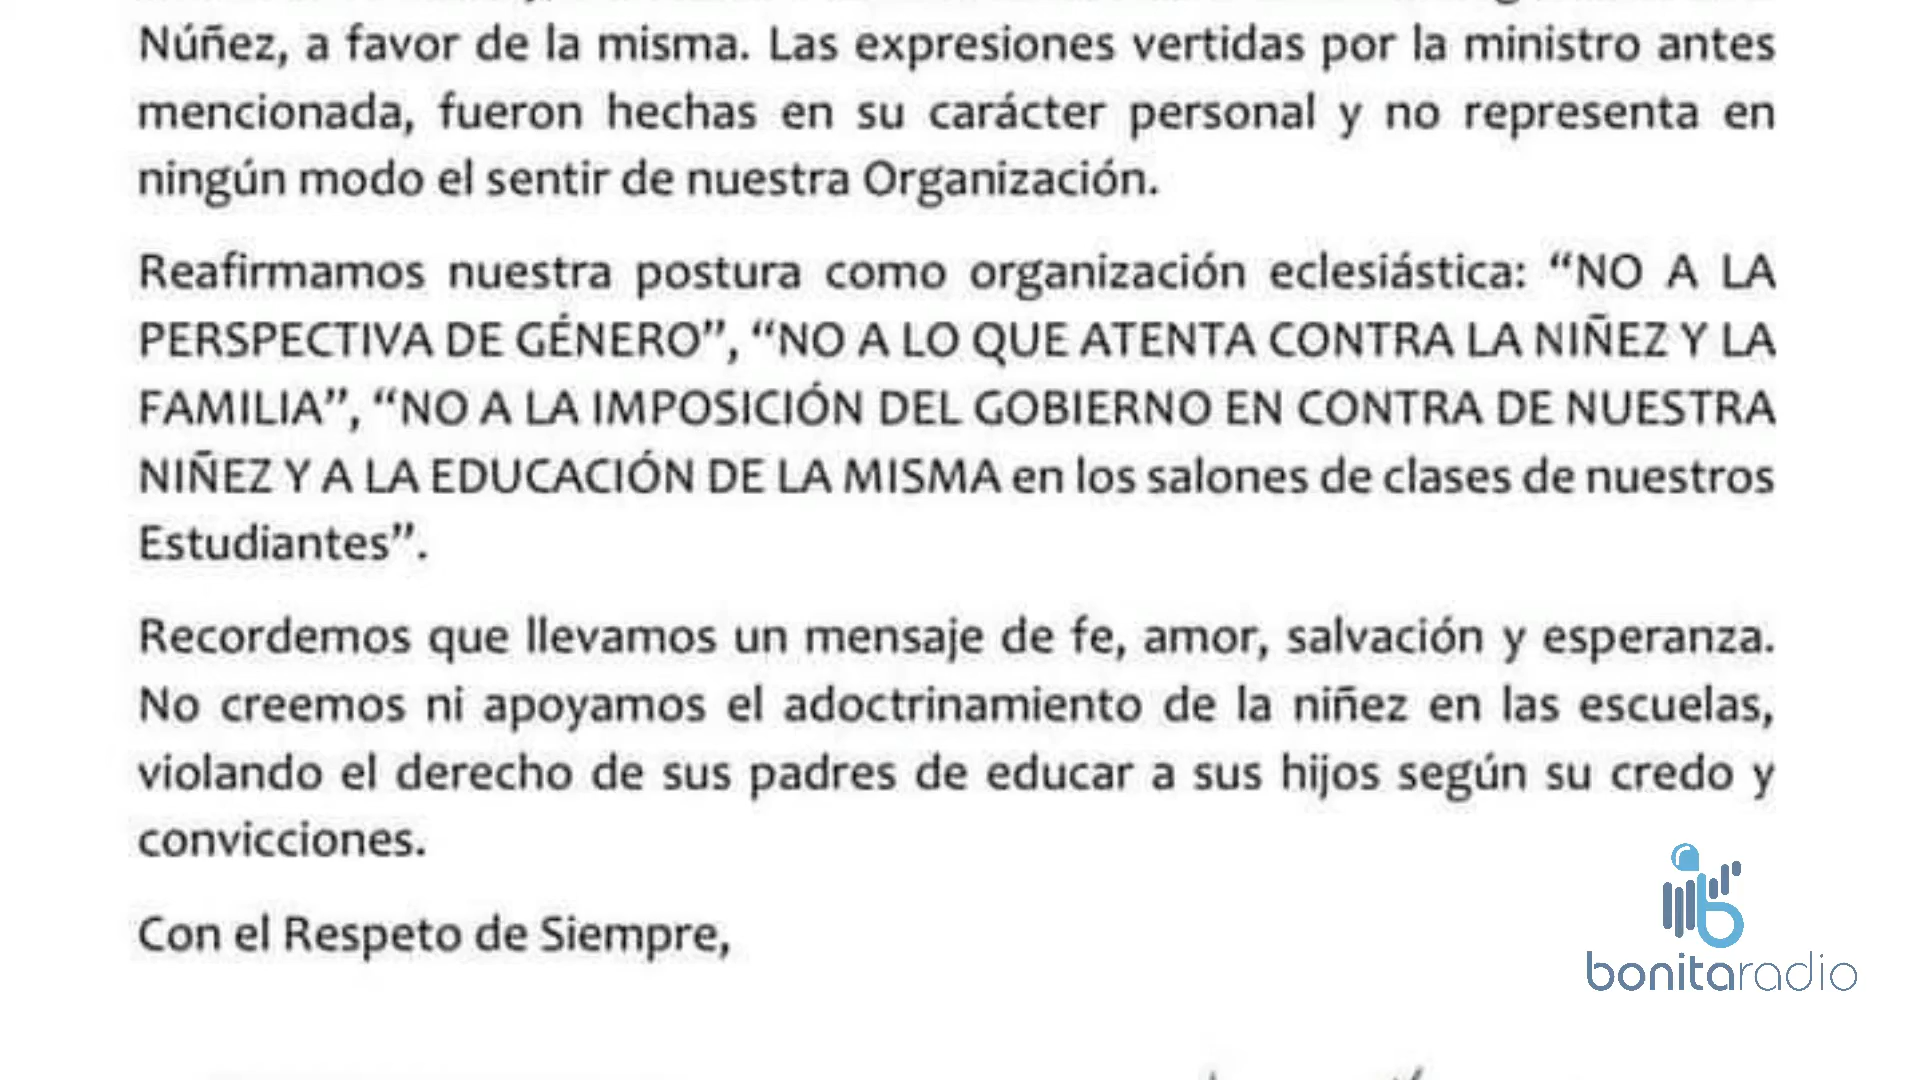 Núñez, a favor de la misma. Las expresiones vertidas por la ministro antes
mencionada, fueron hechas en su carácter personal y no representa en
ningún modo el sentir de nuestra Organización.
Reafirmamos nuestra postura como organización eclesiástica: “NO A LA
PERSPECTIVA DE GÉNERO”, “NO A LO QUE ATENTA CONTRA LA NIÑEZ Y LA
FAMILIA”, “NO A LA IMPOSICIÓN DEL GOBIERNO EN CONTRA DE NUESTRA
NIÑEZ Y A LA EDUCACIÓN DE LA MISMA en los salones de clases de nuestros
Estudiantes”.
Recordemos que llevamos un mensaje de fe, amor, salvación y esperanza.
No creemos ni apoyamos el adoctrinamiento de la niñez en las escuelas,
violando el derecho de sus padres de educar a sus hijos según su credo y
convicciones.
Con el Respeto de Siempre,
bonitaradio